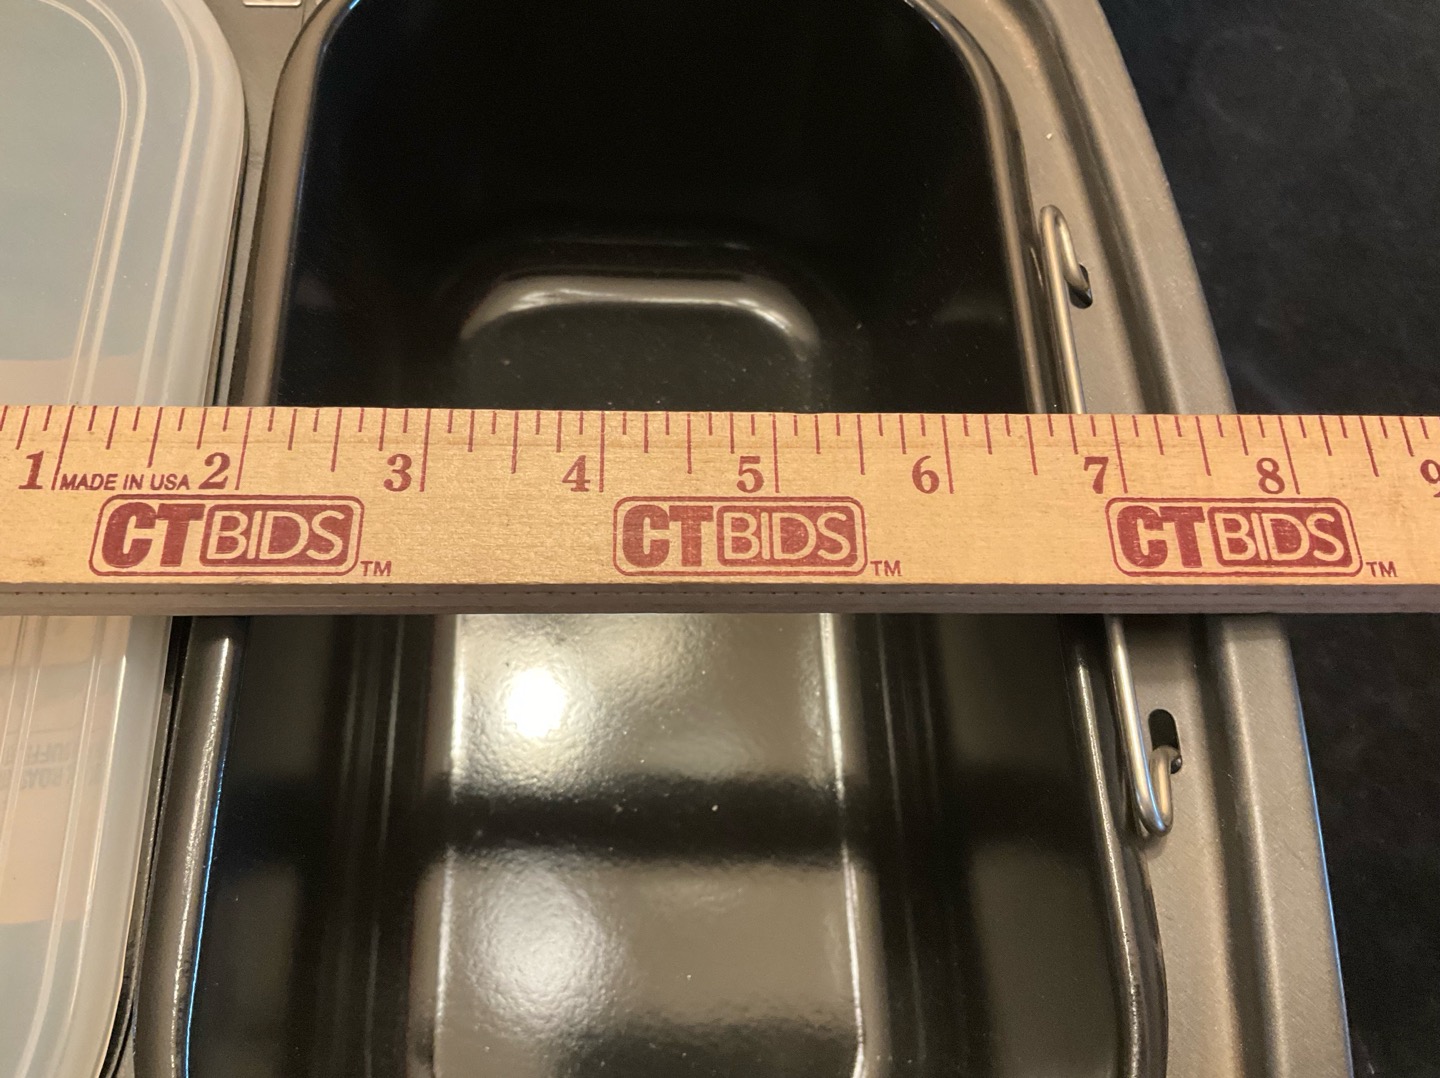 1 2 3 4 5 6 7 8 9
MADE IN USA
CTBIDS™ CTBIDS™ CTBIDS™